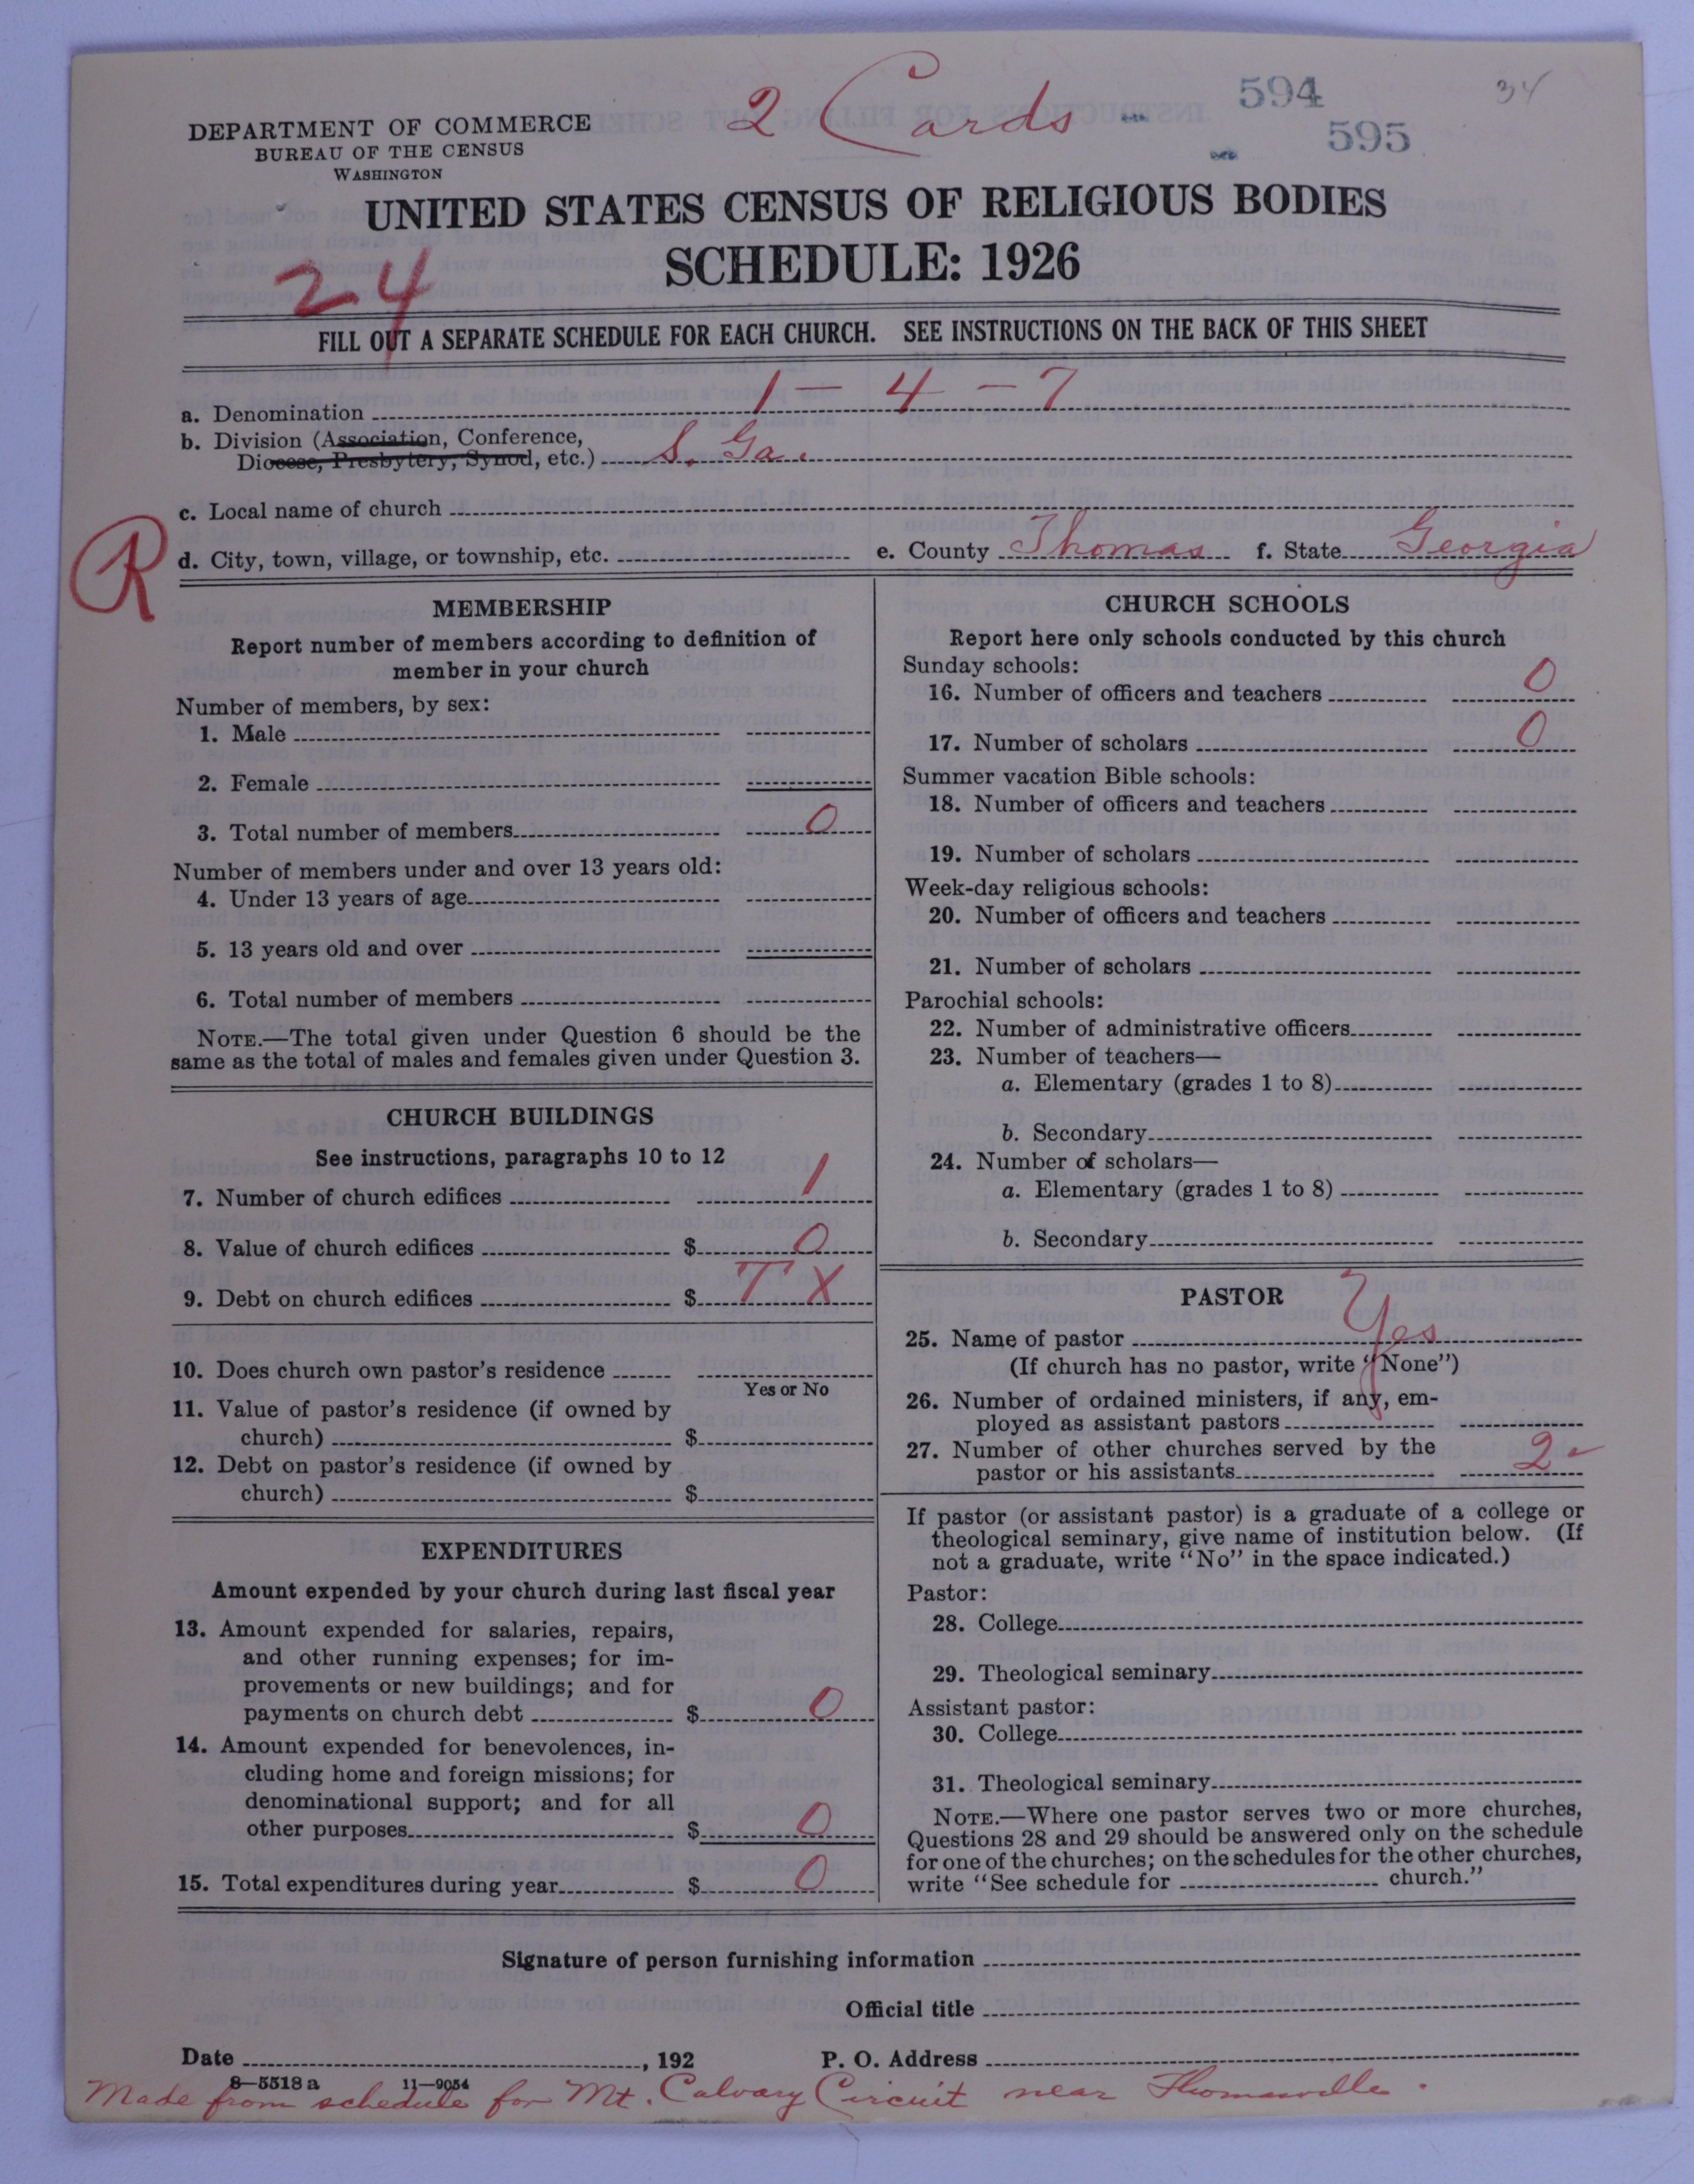 2 Cards
594
34
595
DEPARTMENT OF COMMERCE
BUREAU OF THE CENSUS
WASHINGTON
UNITED STATES CENSUS OF RELIGIOUS BODIES
SCHEDULE: 1926
24
FILL OUT A SEPARATE SCHEDULE FOR EACH CHURCH. SEE INSTRUCTIONS ON THE BACK OF THIS SHEET
a. Denomination 1 - 4 - 7
b. Division (Association, Conference,
Diocese, Presbytery, Synod, etc.) S. Ga.
c. Local name of church
R
d. City, town, village, or township, etc. e. County Thomas f. State Georgia
MEMBERSHIP
Report number of members according to definition of
member in your church
Number of members, by sex:
1. Male
2. Female
3. Total number of members 0
Number of members under and over 13 years old:
4. Under 13 years of age
5. 13 years old and over
6. Total number of members
NOTE.—The total given under Question 6 should be the
same as the total of males and females given under Question 3.
CHURCH BUILDINGS
See instructions, paragraphs 10 to 12
7. Number of church edifices 1
8. Value of church edifices $ 0
9. Debt on church edifices $ T X
10. Does church own pastor's residence
Yes or No
11. Value of pastor's residence (if owned by
church) $
12. Debt on pastor's residence (if owned by
church) $
EXPENDITURES
Amount expended by your church during last fiscal year
13. Amount expended for salaries, repairs,
and other running expenses; for im-
provements or new buildings; and for
payments on church debt $ 0
14. Amount expended for benevolences, in-
cluding home and foreign missions; for
denominational support; and for all
other purposes $ 0
15. Total expenditures during year $ 0
CHURCH SCHOOLS
Report here only schools conducted by this church
Sunday schools:
16. Number of officers and teachers 0
17. Number of scholars 0
Summer vacation Bible schools:
18. Number of officers and teachers
19. Number of scholars
Week-day religious schools:
20. Number of officers and teachers
21. Number of scholars
Parochial schools:
22. Number of administrative officers
23. Number of teachers—
a. Elementary (grades 1 to 8)
b. Secondary
24. Number of scholars—
a. Elementary (grades 1 to 8)
b. Secondary
PASTOR
25. Name of pastor Yes
(If church has no pastor, write "None")
26. Number of ordained ministers, if any, em-
ployed as assistant pastors
27. Number of other churches served by the
pastor or his assistants 2
If pastor (or assistant pastor) is a graduate of a college or
theological seminary, give name of institution below. (If
not a graduate, write "No" in the space indicated.)
Pastor:
28. College
29. Theological seminary
Assistant pastor:
30. College
31. Theological seminary
NOTE.—Where one pastor serves two or more churches,
Questions 28 and 29 should be answered only on the schedule
for one of the churches; on the schedules for the other churches,
write "See schedule for church."
Signature of person furnishing information
Official title
Date , 192 P. O. Address
8—5518 a 11—9054
Made from schedule for Mt. Calvary Circuit near Thomasville.